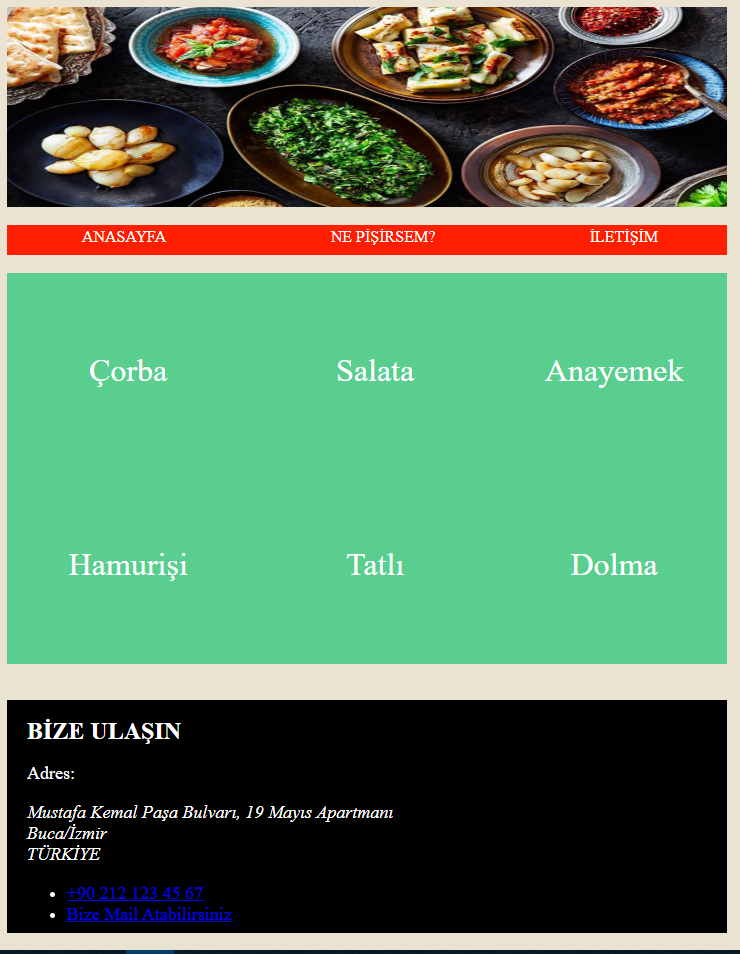 ANASAYFA NE PİŞİRSEM? İLETİŞİM
Çorba Salata Anayemek
Hamurişi Tatlı Dolma
BİZE ULAŞIN
Adres:
Mustafa Kemal Paşa Bulvarı, 19 Mayıs Apartmanı
Buca/İzmir
TÜRKİYE
+90 212 123 45 67
Bize Mail Atabilirsiniz